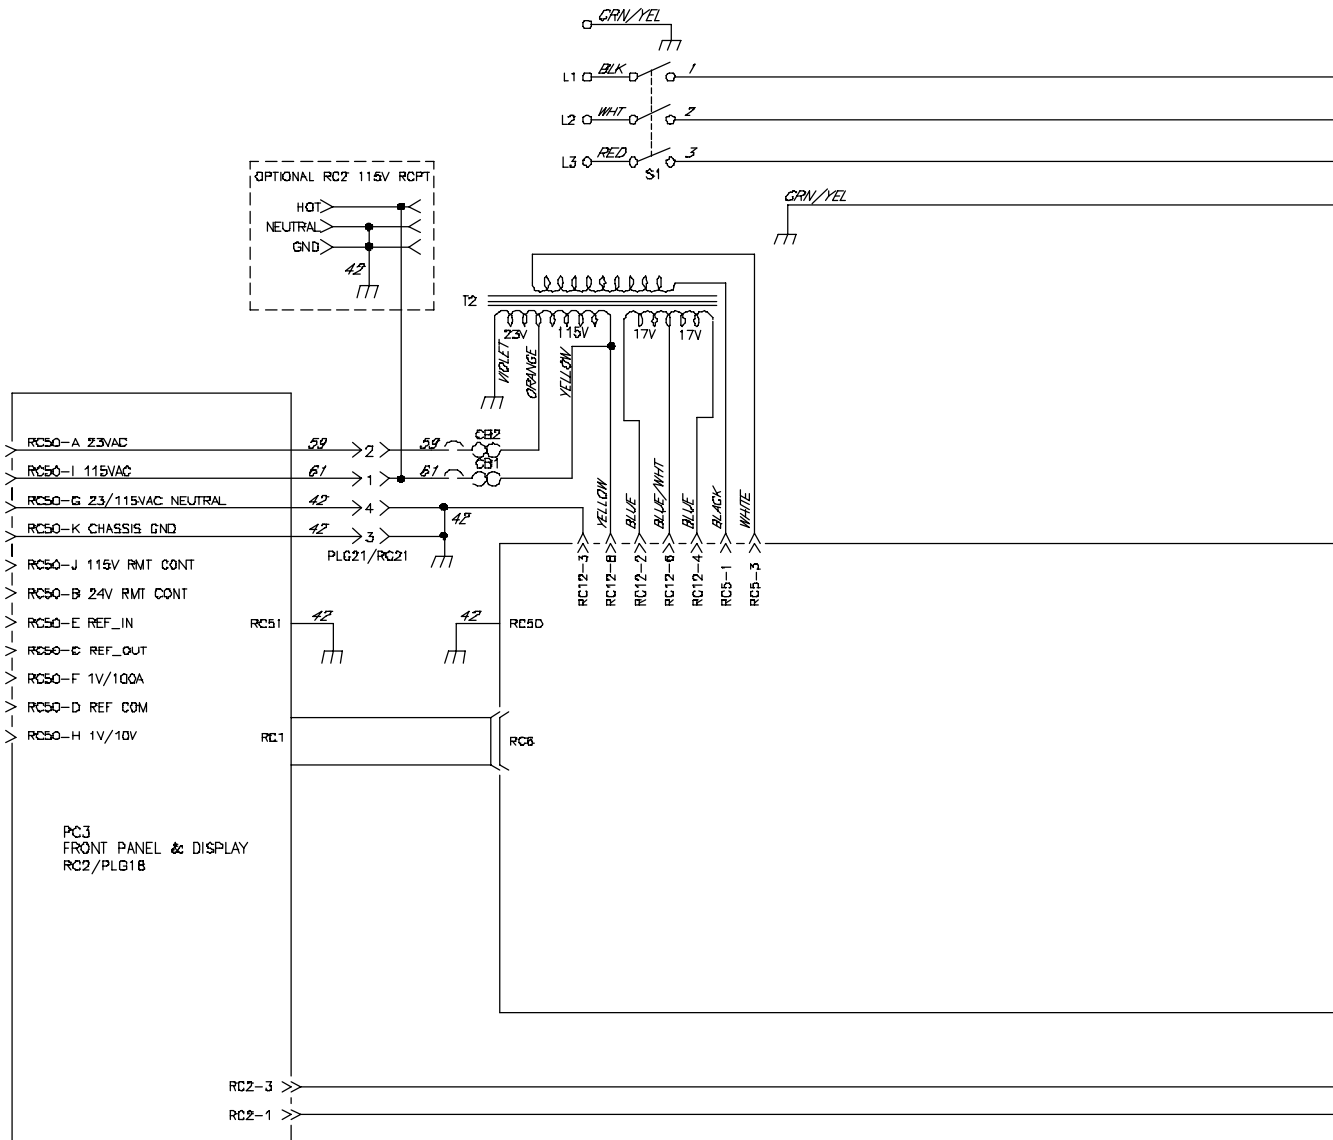 GRN/YEL
L1 BLK 1
L2 WHT 2
L3 RED 3
S1
OPTIONAL RC2 115V RCPT
HOT
NEUTRAL
GND
42
GRN/YEL
T2
23V 115V 17V 17V
VIOLET
ORANGE
YELLOW
RC50-A 23VAC 59 2 59 CB2
RC50-I 115VAC 61 1 61 CB1
RC50-G 23/115VAC NEUTRAL 42 4
RC50-K CHASSIS GND 42 3 42
PLG21/RC21
YELLOW
BLUE
BLUE/WHT
BLUE
BLACK
WHITE
RC12-3
RC12-8
RC12-2
RC12-6
RC12-4
RC5-1
RC5-3
RC50-J 115V RMT CONT
RC50-B 24V RMT CONT
RC50-E REF_IN
RC51 42 42 RC50
RC50-C REF_OUT
RC50-F 1V/100A
RC50-D REF COM
RC50-H 1V/10V
RC1 RC6
PC3
FRONT PANEL & DISPLAY
RC2/PLG18
RC2-3
RC2-1